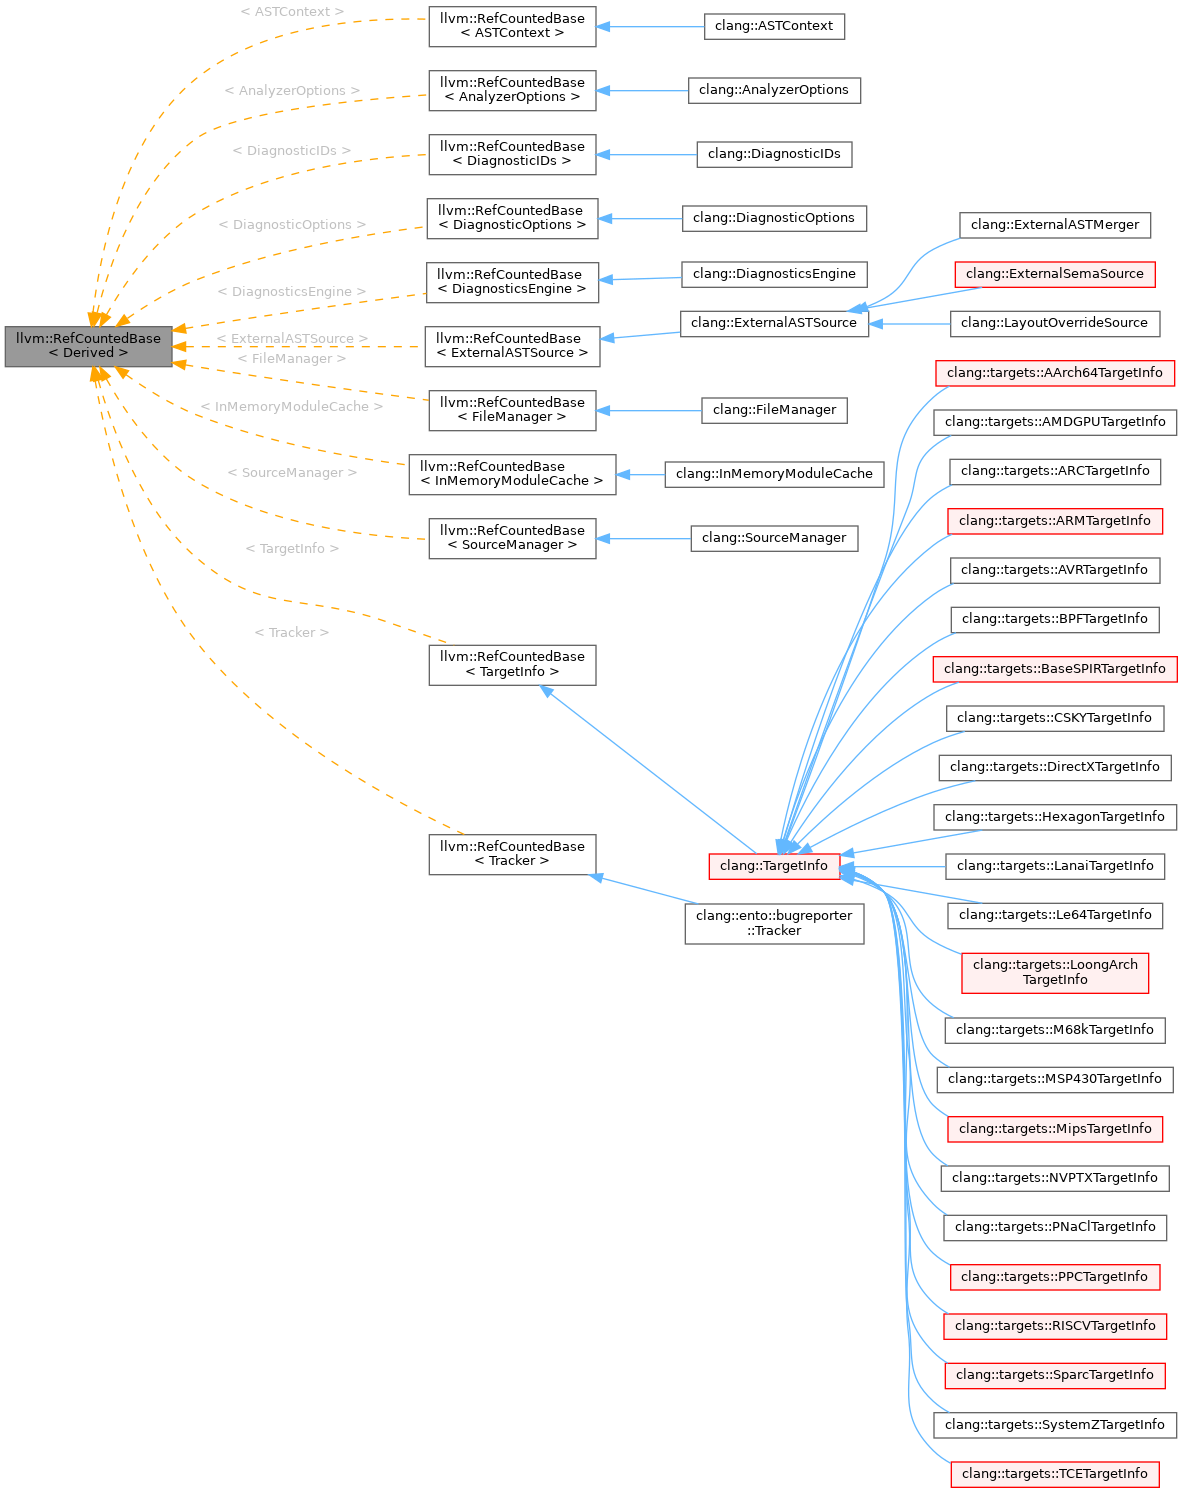 < ASTContext >
llvm::RefCountedBase
< ASTContext >
clang::ASTContext
< AnalyzerOptions >
llvm::RefCountedBase
< AnalyzerOptions >
clang::AnalyzerOptions
< DiagnosticIDs >
llvm::RefCountedBase
< DiagnosticIDs >
clang::DiagnosticIDs
< DiagnosticOptions >
llvm::RefCountedBase
< DiagnosticOptions >
clang::DiagnosticOptions
clang::ExternalASTMerger
< DiagnosticsEngine >
llvm::RefCountedBase
< DiagnosticsEngine >
clang::DiagnosticsEngine
clang::ExternalSemaSource
llvm::RefCountedBase
< Derived >
< ExternalASTSource >
llvm::RefCountedBase
< ExternalASTSource >
clang::ExternalASTSource
clang::LayoutOverrideSource
< FileManager >
llvm::RefCountedBase
< FileManager >
clang::FileManager
< InMemoryModuleCache >
llvm::RefCountedBase
< InMemoryModuleCache >
clang::InMemoryModuleCache
< SourceManager >
llvm::RefCountedBase
< SourceManager >
clang::SourceManager
< TargetInfo >
llvm::RefCountedBase
< TargetInfo >
clang::TargetInfo
< Tracker >
llvm::RefCountedBase
< Tracker >
clang::ento::bugreporter
::Tracker
clang::targets::AArch64TargetInfo
clang::targets::AMDGPUTargetInfo
clang::targets::ARCTargetInfo
clang::targets::ARMTargetInfo
clang::targets::AVRTargetInfo
clang::targets::BPFTargetInfo
clang::targets::BaseSPIRTargetInfo
clang::targets::CSKYTargetInfo
clang::targets::DirectXTargetInfo
clang::targets::HexagonTargetInfo
clang::targets::LanaiTargetInfo
clang::targets::Le64TargetInfo
clang::targets::LoongArch
TargetInfo
clang::targets::M68kTargetInfo
clang::targets::MSP430TargetInfo
clang::targets::MipsTargetInfo
clang::targets::NVPTXTargetInfo
clang::targets::PNaClTargetInfo
clang::targets::PPCTargetInfo
clang::targets::RISCVTargetInfo
clang::targets::SparcTargetInfo
clang::targets::SystemZTargetInfo
clang::targets::TCETargetInfo